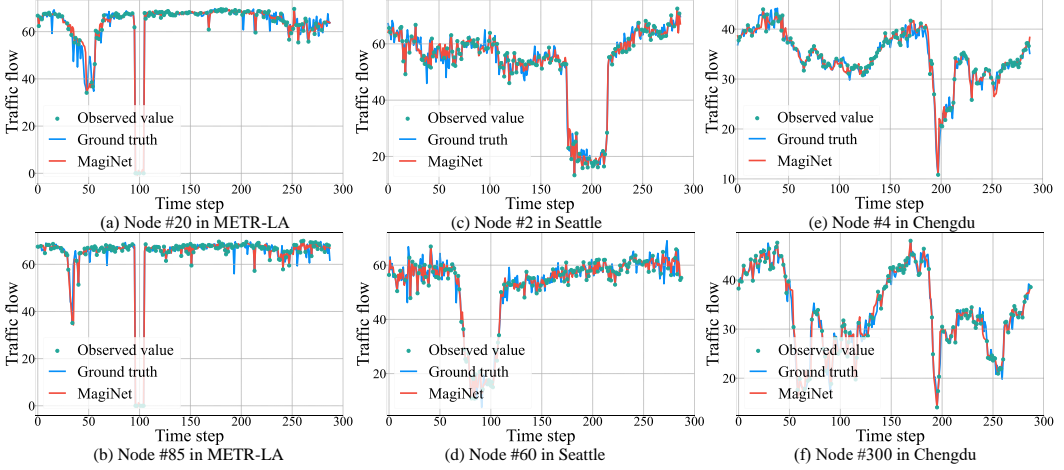 Traffic flow
60
40
20
0
Observed value
Ground truth
MagiNet
0 50 100 150 200 250 300
Time step
(a) Node #20 in METR-LA
Traffic flow
60
40
20
Observed value
Ground truth
MagiNet
0 50 100 150 200 250 300
Time step
(c) Node #2 in Seattle
Traffic flow
40
30
20
10
Observed value
Ground truth
MagiNet
0 50 100 150 200 250 300
Time step
(e) Node #4 in Chengdu
Traffic flow
60
40
20
0
Observed value
Ground truth
MagiNet
0 50 100 150 200 250 300
Time step
(b) Node #85 in METR-LA
Traffic flow
60
40
20
Observed value
Ground truth
MagiNet
0 50 100 150 200 250 300
Time step
(d) Node #60 in Seattle
Traffic flow
40
30
20
Observed value
Ground truth
MagiNet
0 50 100 150 200 250 300
Time step
(f) Node #300 in Chengdu